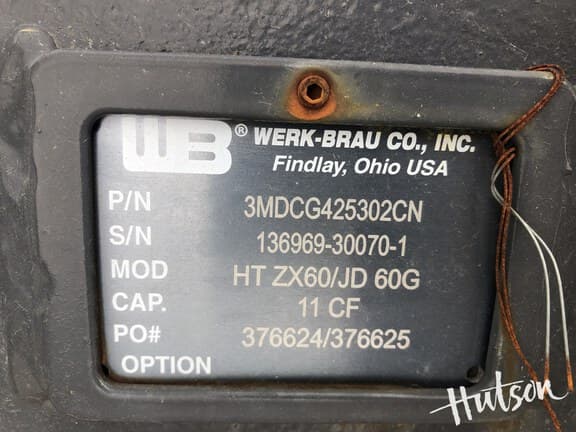 WB® WERK-BRAU CO., INC.
Findlay, Ohio USA
P/N 3MDCG425302CN
S/N 136969-30070-1
MOD HT ZX60/JD 60G
CAP. 11 CF
PO# 376624/376625
OPTION
Hutson